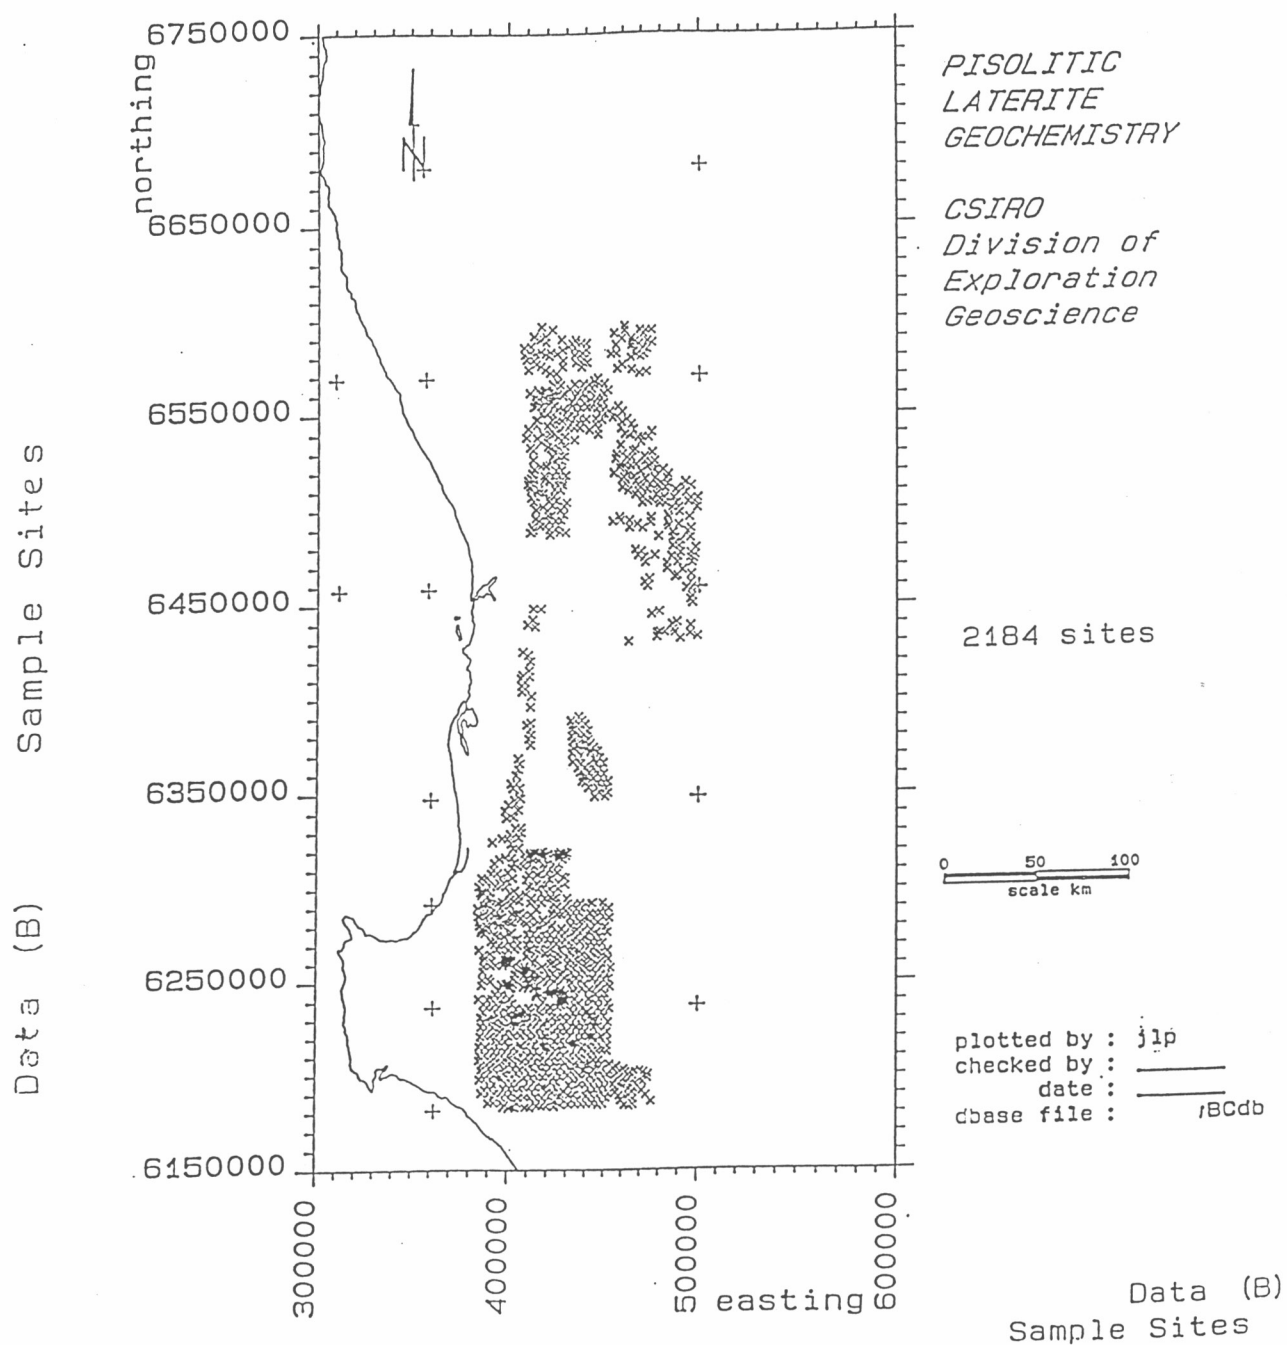 6750000
northing
6650000
6550000
6450000
6350000
6250000
6150000
300000
400000
500000
easting
600000
Data (B) Sample Sites
PISOLITIC
LATERITE
GEOCHEMISTRY
CSIRO
Division of
Exploration
Geoscience
2184 sites
0 50 100
scale km
plotted by : jlp
checked by :
date :
dbase file :
Data (B)
Sample Sites
N